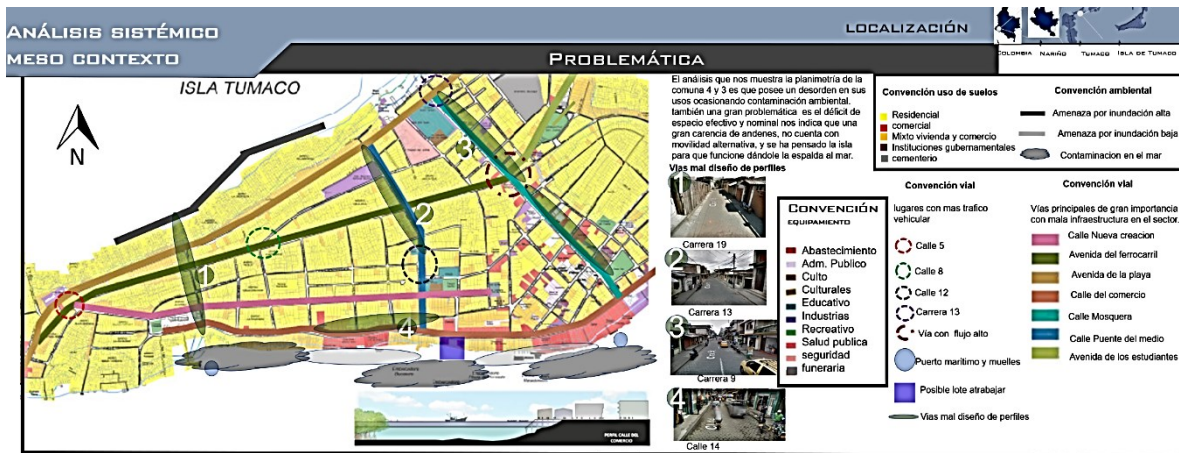 ANÁLISIS SISTÉMICO
MESO CONTEXTO
LOCALIZACIÓN
COLOMBIA
NARIÑO
TUMACO
ISLA DE TUMACO
PROBLEMÁTICA
ISLA TUMACO
N
1
2
3
4
PERFIL CALLE DEL
COMERCIO
El análisis que nos muestra la planimetría de la
comuna 4 y 3 es que posee un desorden en sus
usos ocasionando contaminación ambiental.
también una gran problemática es el déficit de
espacio efectivo y nominal nos indica que una
gran carencia de andenes, no cuenta con
movilidad alternativa, y se ha pensado la isla
para que funcione dándole la espalda al mar.
Vias mal diseño de perfiles
1
Carrera 19
2
Carrera 13
3
Carrera 9
4
Calle 14
Convención uso de suelos
Residencial
comercial
Mixto vivienda y comercio
Instituciones gubernamentales
cementerio
Convención ambiental
Amenaza por inundación alta
Amenaza por inundación baja
Contaminacion en el mar
CONVENCIÓN
EQUIPAMIENTO
Abastecimiento
Adm. Publico
Culto
Culturales
Educativo
Industrias
Recreativo
Salud publica
seguridad
funeraria
Convención vial
lugares con mas trafico
vehicular
Calle 5
Calle 8
Calle 12
Carrera 13
Vía con flujo alto
Puerto marítimo y muelles
Posible lote atrabajar
Vias mal diseño de perfiles
Convención vial
Vías principales de gran importancia
con mala infraestructura en el sector.
Calle Nueva creacion
Avenida del ferrocarril
Avenida de la playa
Calle del comercio
Calle Mosquera
Calle Puente del medio
Avenida de los estudiantes